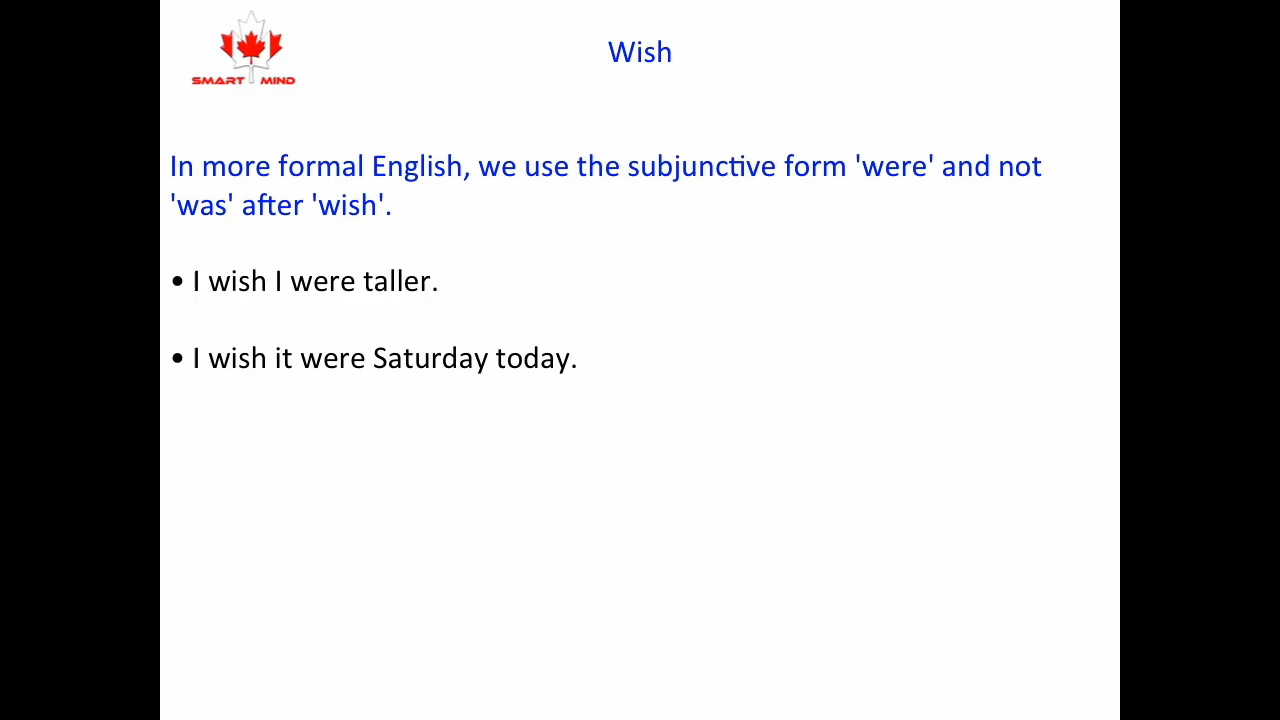 SMART MIND
Wish
In more formal English, we use the subjunctive form 'were' and not
'was' after 'wish'.
• I wish I were taller.
• I wish it were Saturday today.